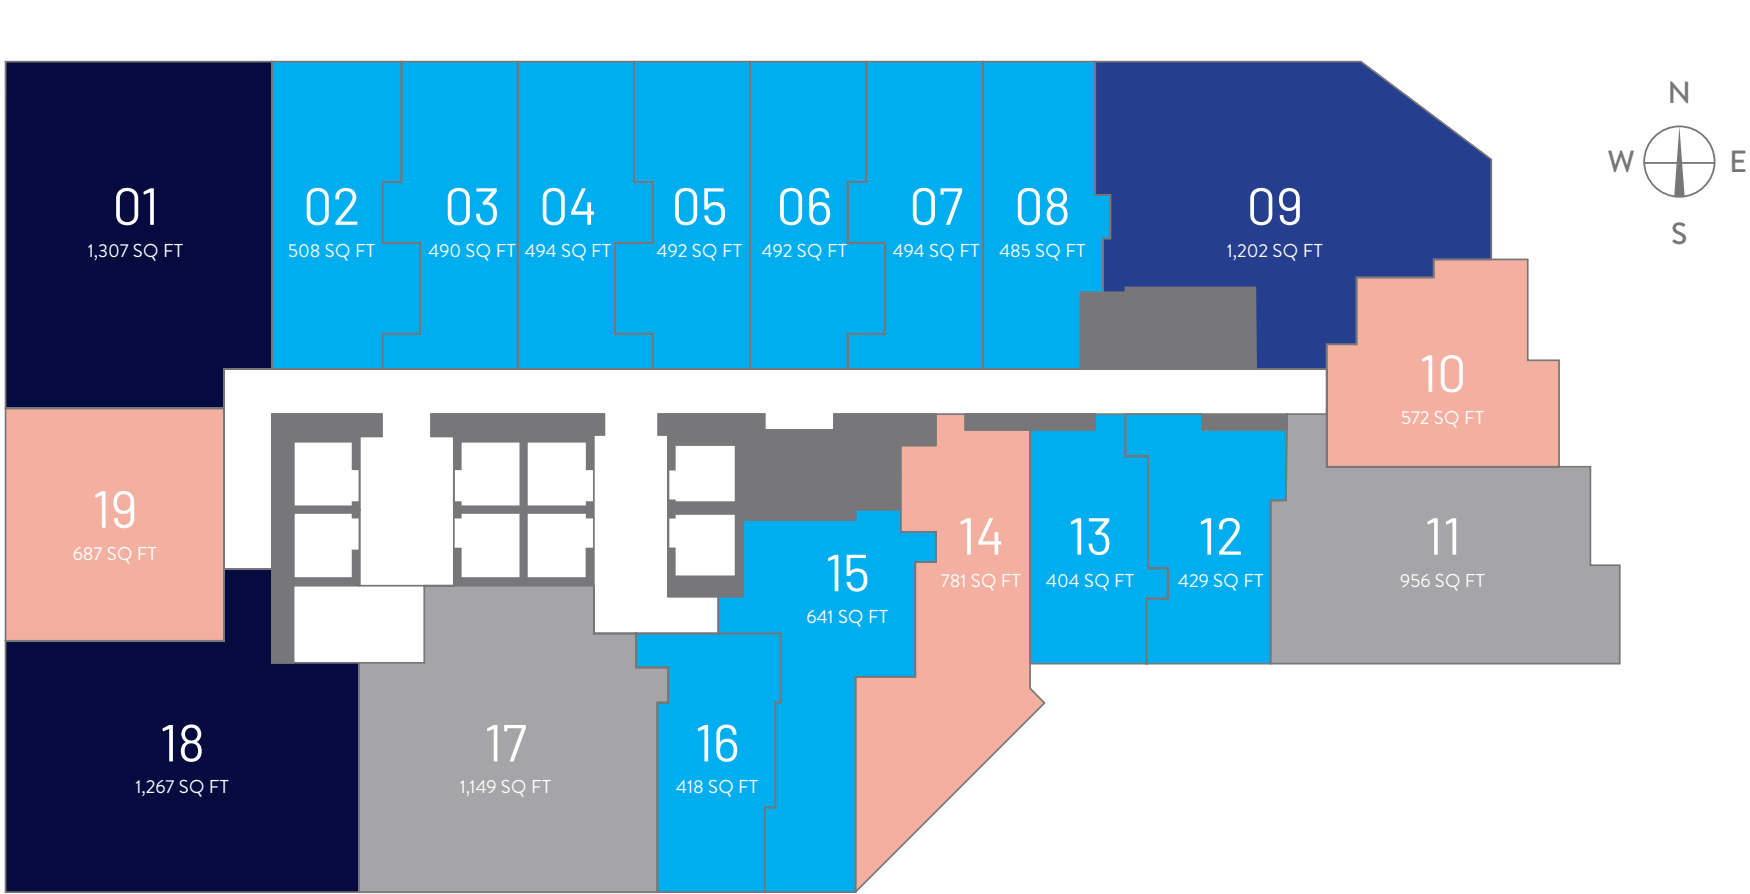 N
W E
S
01
1,307 SQ FT
02
508 SQ FT
03
490 SQ FT
04
494 SQ FT
05
492 SQ FT
06
492 SQ FT
07
494 SQ FT
08
485 SQ FT
09
1,202 SQ FT
10
572 SQ FT
19
687 SQ FT
15
641 SQ FT
14
781 SQ FT
13
404 SQ FT
12
429 SQ FT
11
956 SQ FT
18
1,267 SQ FT
17
1,149 SQ FT
16
418 SQ FT